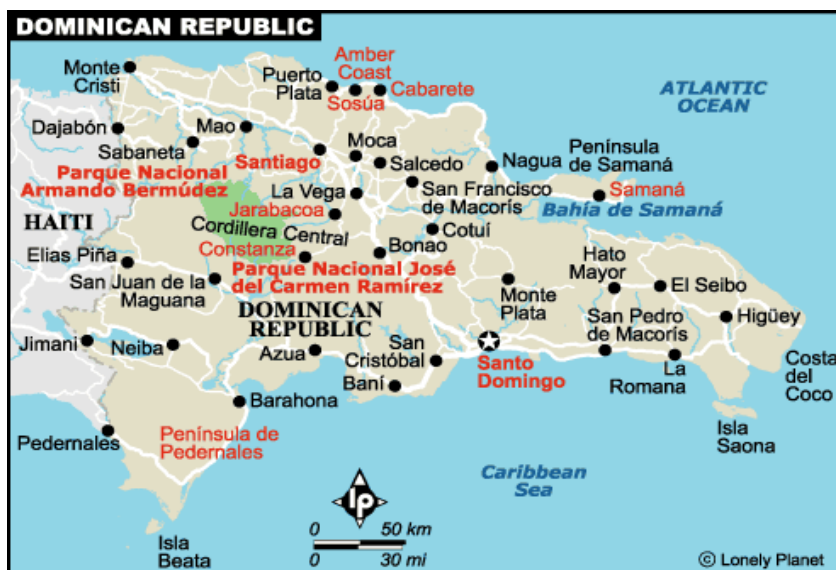 DOMINICAN REPUBLIC
Monte
Cristi
Puerto
Plata
Amber
Coast
Sosúa
Cabarete
ATLANTIC
OCEAN
Dajabón
Mao
Sabaneta
Santiago
Moca
Salcedo
Nagua
Península
de Samaná
Samaná
Bahía de Samaná
Parque Nacional
Armando Bermúdez
La Vega
San Francisco
de Macorís
HAITI
Jarabacoa
Cordillera Central
Cotuí
Constanza
Bonao
Elias Piña
San Juan de la
Maguana
Parque Nacional José
del Carmen Ramírez
Hato
Mayor
El Seibo
Monte
Plata
DOMINICAN
REPUBLIC
San Pedro
de Macorís
Higüey
Jimani
Neiba
Azua
San
Cristóbal
Baní
Santo
Domingo
La
Romana
Costa
del
Coco
Barahona
Isla
Saona
Pedernales
Península de
Pedernales
Caribbean
Sea
lp
0 50 km
0 30 mi
Isla
Beata
© Lonely Planet